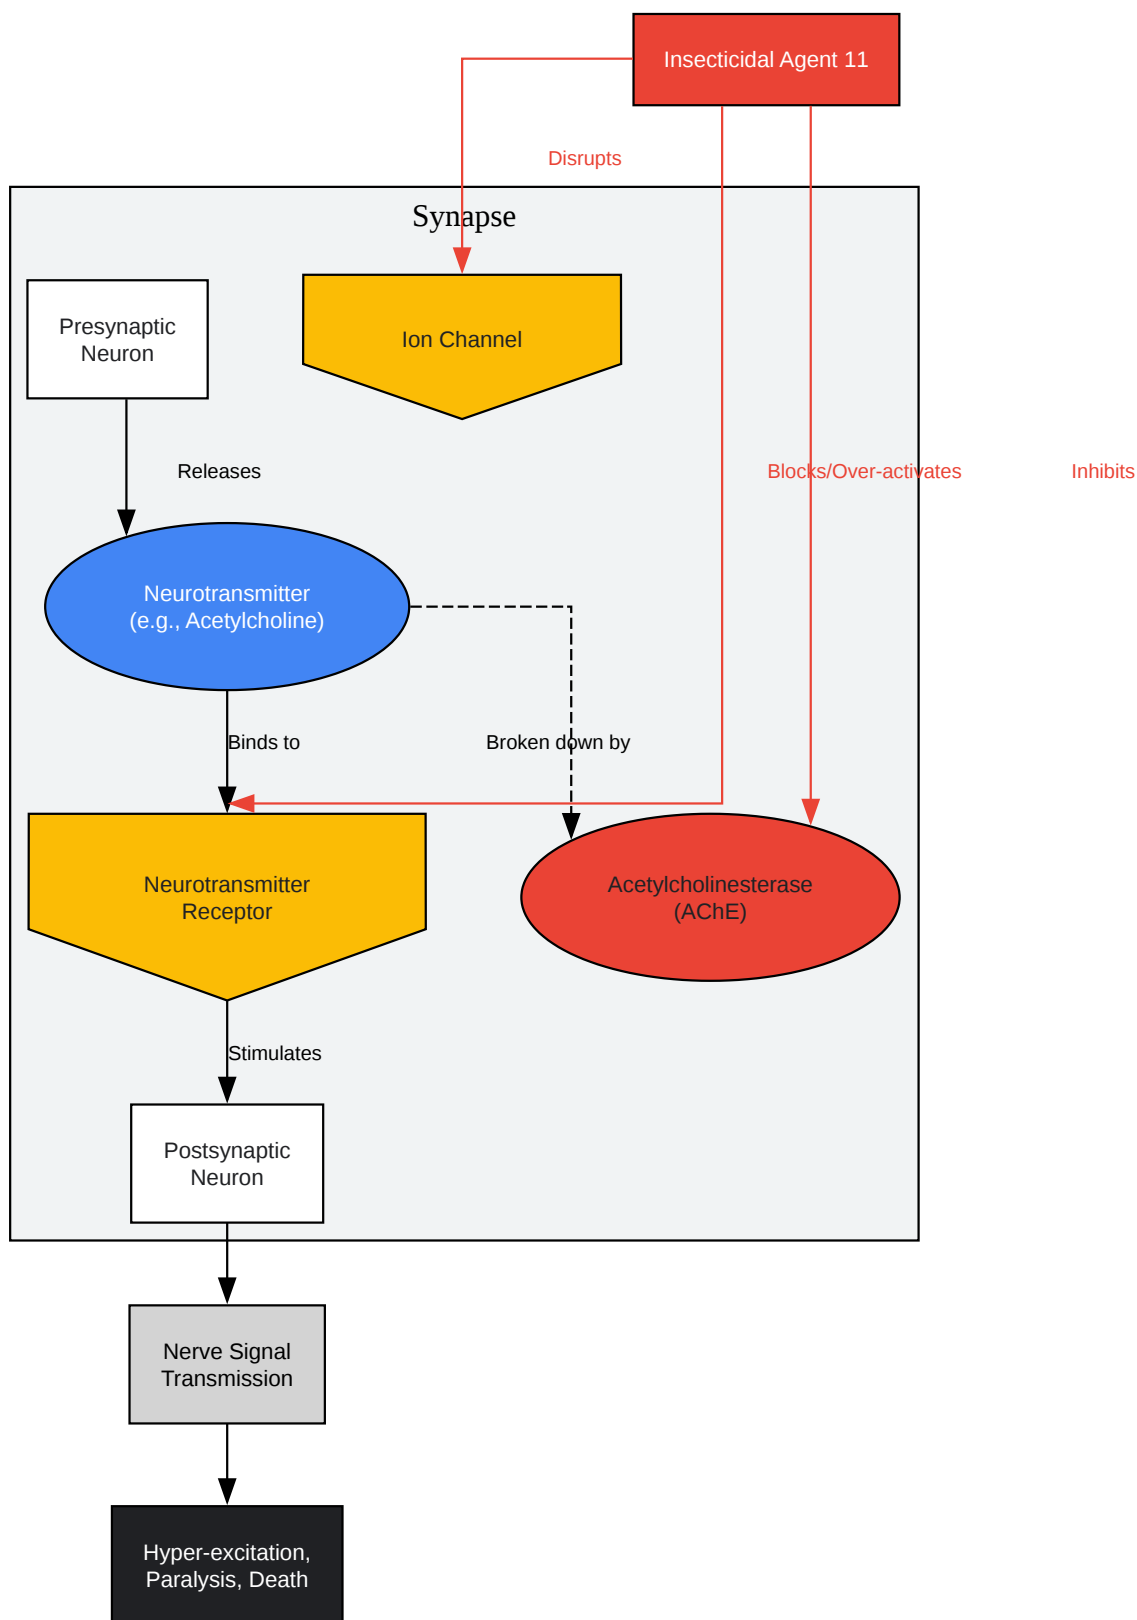 Insecticidal Agent 11
Disrupts
Synapse
Presynaptic
Neuron
Ion Channel
Releases
Blocks/Over-activates
Inhibits
Neurotransmitter
(e.g., Acetylcholine)
Binds to
Broken down by
Neurotransmitter
Receptor
Acetylcholinesterase
(AChE)
Stimulates
Postsynaptic
Neuron
Nerve Signal
Transmission
Hyper-excitation,
Paralysis, Death